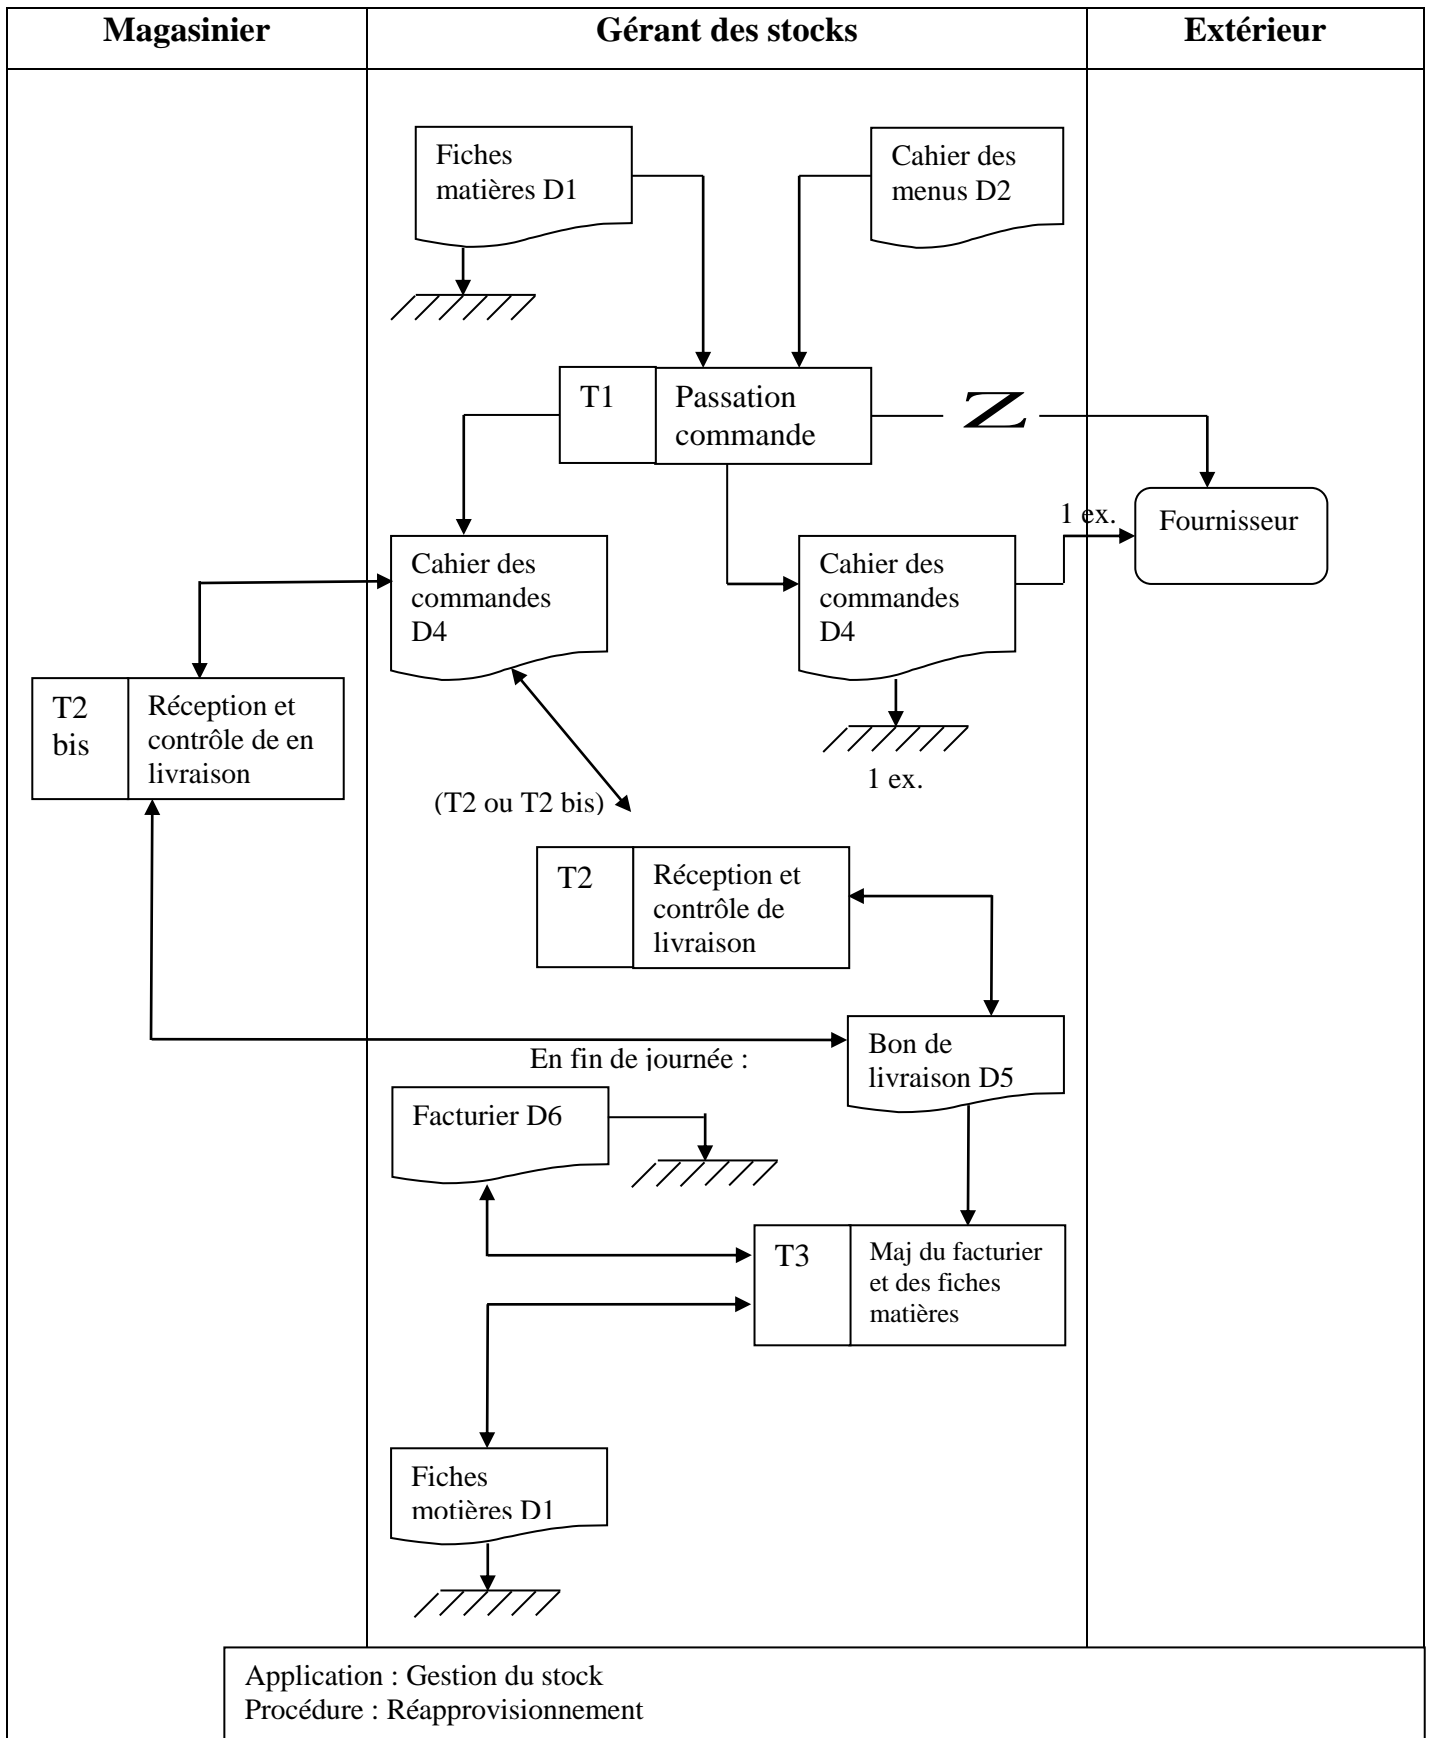 Magasinier
Gérant des stocks
Extérieur
Fiches
matières D1
Cahier des
menus D2
T1
Passation
commande
Z
1 ex.
Fournisseur
Cahier des
commandes
D4
Cahier des
commandes
D4
T2
bis
Réception et
contrôle de en
livraison
1 ex.
(T2 ou T2 bis)
T2
Réception et
contrôle de
livraison
En fin de journée :
Bon de
livraison D5
Facturier D6
T3
Maj du facturier
et des fiches
matières
Fiches
motières D1
Application : Gestion du stock
Procédure : Réapprovisionnement